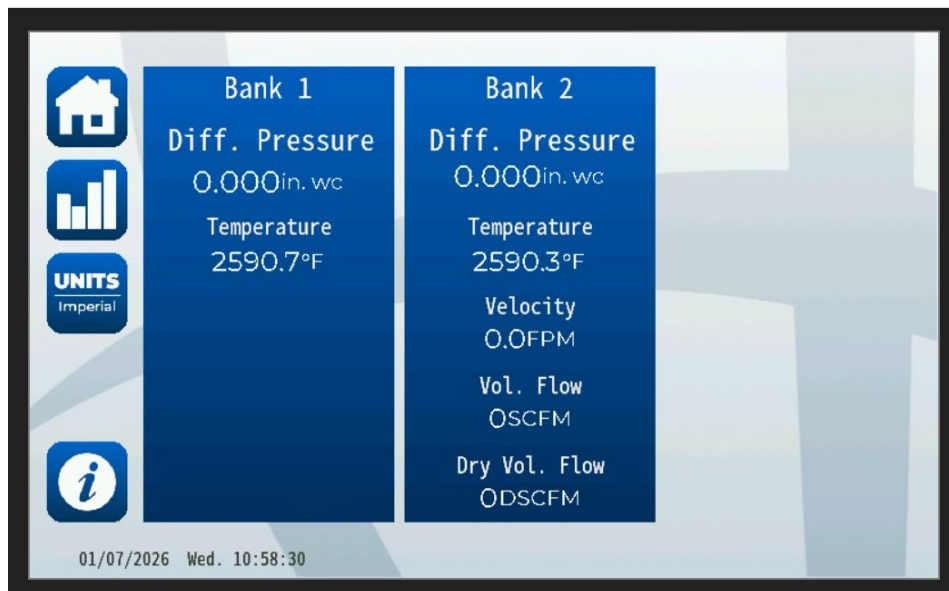 Bank 1
Diff. Pressure
0.000in. wc
Temperature
2590.7°F
Bank 2
Diff. Pressure
0.000in. wc
Temperature
2590.3°F
Velocity
0.0FPM
Vol. Flow
0SCFM
Dry Vol. Flow
0DSCFM
UNITS
Imperial
i
01/07/2026 Wed. 10:58:30